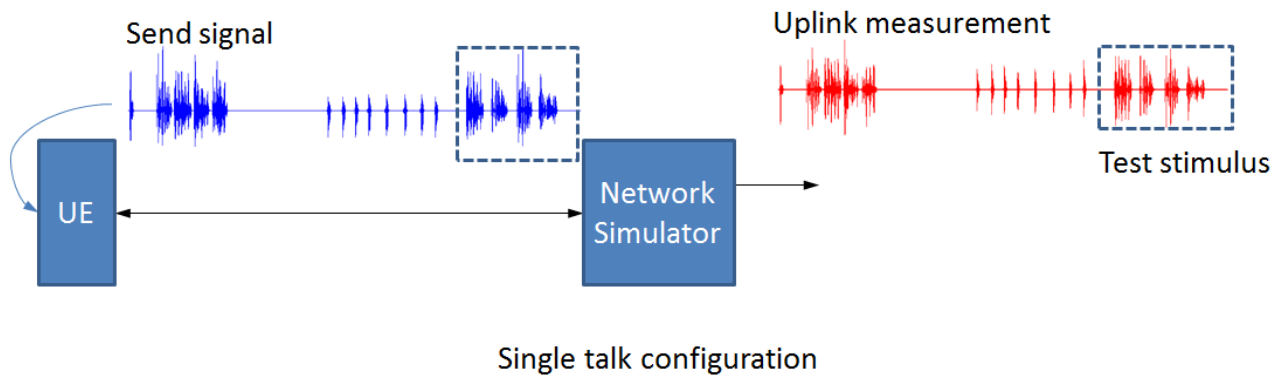 Send signal
Uplink measurement
Test stimulus
UE
Network
Simulator
Single talk configuration